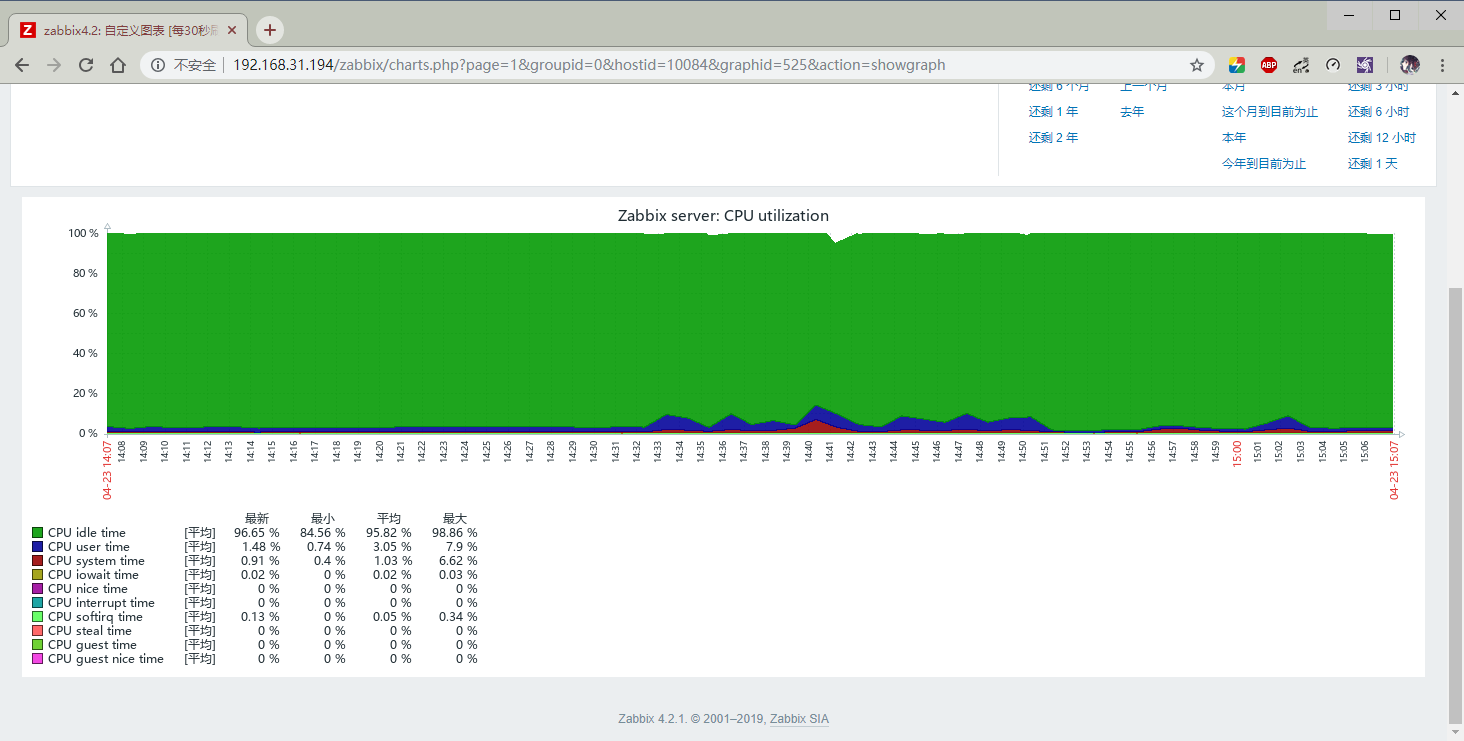 zabbix4.2: 自定义图表 [每30秒刷
不安全 192.168.31.194/zabbix/charts.php?page=1&groupid=0&hostid=10084&graphid=525&action=showgraph
ABP
en
还剩 6 个月 上一个月 本月 还剩 3 小时
还剩 1 年 去年 这个月到目前为止 还剩 6 小时
还剩 2 年 本年 还剩 12 小时
今年到目前为止 还剩 1 天
Zabbix server: CPU utilization
100 %
80 %
60 %
40 %
20 %
0 %
04-23 14:07 14:08 14:09 14:10 14:11 14:12 14:13 14:14 14:15 14:16 14:17 14:18 14:19 14:20 14:21 14:22 14:23 14:24 14:25 14:26 14:27 14:28 14:29 14:30 14:31 14:32 14:33 14:34 14:35 14:36 14:37 14:38 14:39 14:40 14:41 14:42 14:43 14:44 14:45 14:46 14:47 14:48 14:49 14:50 14:51 14:52 14:53 14:54 14:55 14:56 14:57 14:58 14:59 15:00 15:01 15:02 15:03 15:04 15:05 15:06 04-23 15:07
最新 最小 平均 最大
CPU idle time [平均] 96.65 % 84.56 % 95.82 % 98.86 %
CPU user time [平均] 1.48 % 0.74 % 3.05 % 7.9 %
CPU system time [平均] 0.91 % 0.4 % 1.03 % 6.62 %
CPU iowait time [平均] 0.02 % 0 % 0.02 % 0.03 %
CPU nice time [平均] 0 % 0 % 0 % 0 %
CPU interrupt time [平均] 0 % 0 % 0 % 0 %
CPU softirq time [平均] 0.13 % 0 % 0.05 % 0.34 %
CPU steal time [平均] 0 % 0 % 0 % 0 %
CPU guest time [平均] 0 % 0 % 0 % 0 %
CPU guest nice time [平均] 0 % 0 % 0 % 0 %
Zabbix 4.2.1. © 2001–2019, Zabbix SIA